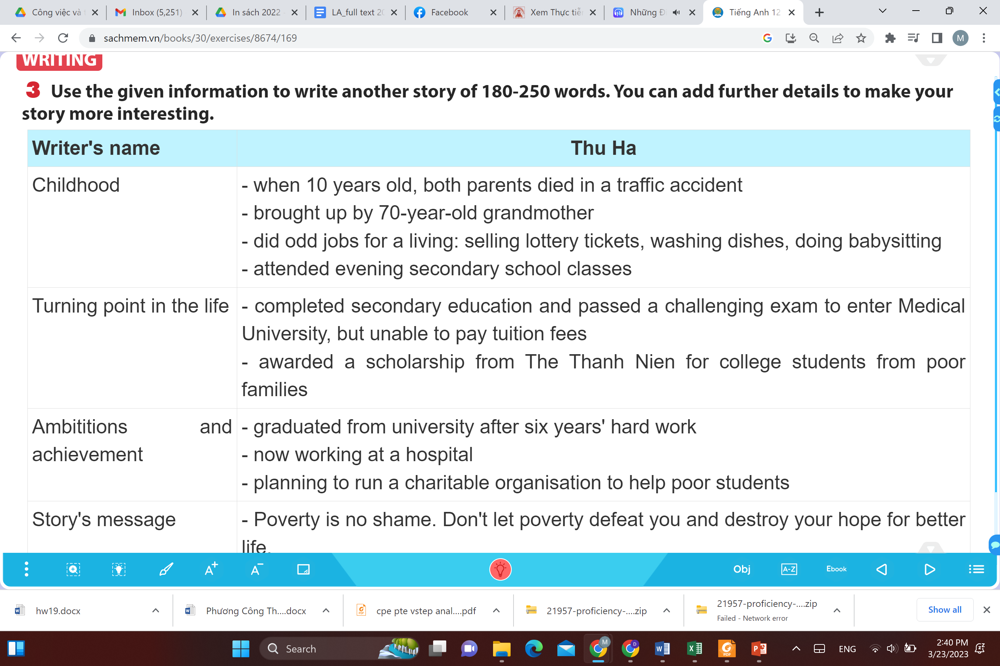 Công việc và t
Inbox (5,251)
In sách 2022 -
LA_full text 20
Facebook
Xem Thực tiễn
Những Đi
Tiếng Anh 12
sachmem.vn/books/30/exercises/8674/169
M
WRITING
3 Use the given information to write another story of 180-250 words. You can add further details to make your
story more interesting.
Writer's name
Thu Ha
Childhood
- when 10 years old, both parents died in a traffic accident
- brought up by 70-year-old grandmother
- did odd jobs for a living: selling lottery tickets, washing dishes, doing babysitting
- attended evening secondary school classes
Turning point in the life
- completed secondary education and passed a challenging exam to enter Medical
University, but unable to pay tuition fees
- awarded a scholarship from The Thanh Nien for college students from poor
families
Ambititions and
achievement
- graduated from university after six years' hard work
- now working at a hospital
- planning to run a charitable organisation to help poor students
Story's message
- Poverty is no shame. Don't let poverty defeat you and destroy your hope for better
life.
A+
A-
Obj
A-Z
Ebook
hw19.docx
Phương Công Th....docx
cpe pte vstep anal....pdf
21957-proficiency-....zip
21957-proficiency-....zip
Failed - Network error
Show all
Search
ENG
2:40 PM
3/23/2023